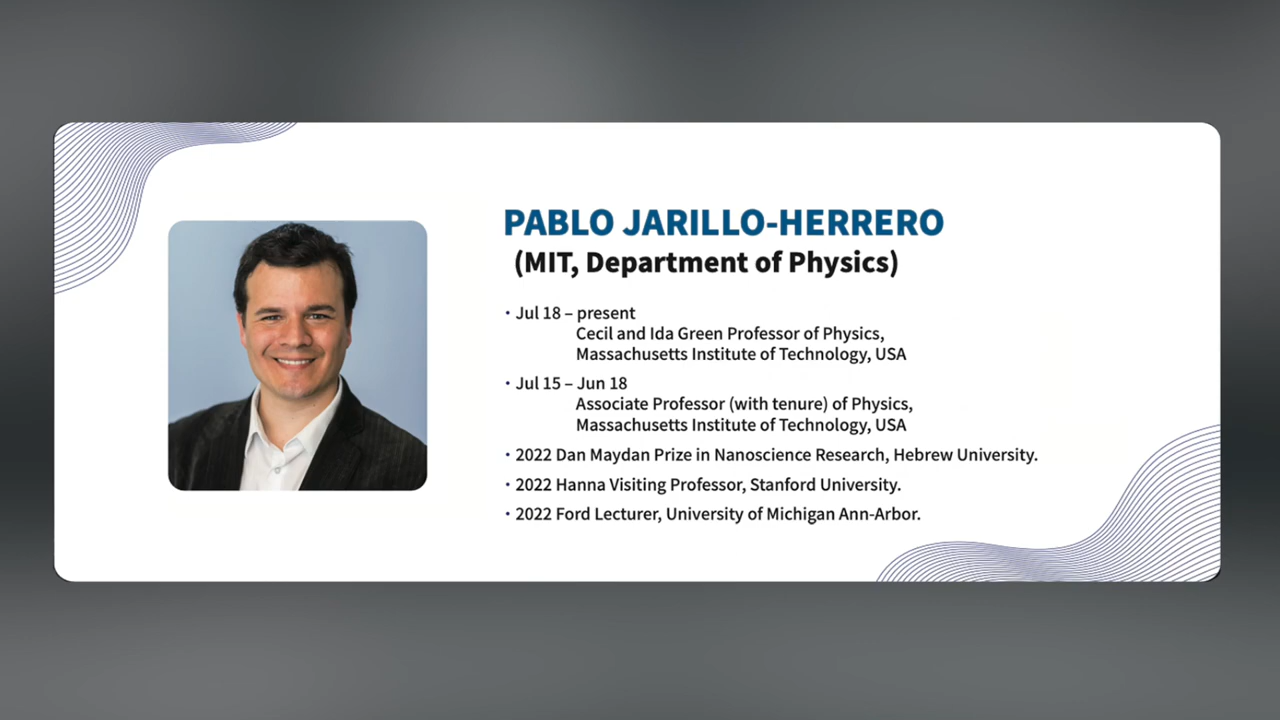 PABLO JARILLO-HERRERO
(MIT, Department of Physics)
· Jul 18 – present
Cecil and Ida Green Professor of Physics,
Massachusetts Institute of Technology, USA
· Jul 15 – Jun 18
Associate Professor (with tenure) of Physics,
Massachusetts Institute of Technology, USA
· 2022 Dan Maydan Prize in Nanoscience Research, Hebrew University.
· 2022 Hanna Visiting Professor, Stanford University.
· 2022 Ford Lecturer, University of Michigan Ann-Arbor.